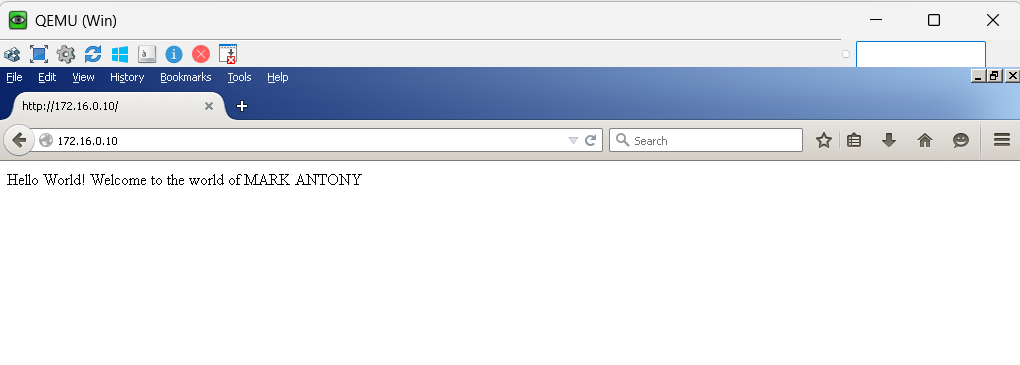 QEMU (Win)
File Edit View History Bookmarks Tools Help
http://172.16.0.10/
172.16.0.10
Search
Hello World! Welcome to the world of MARK ANTONY